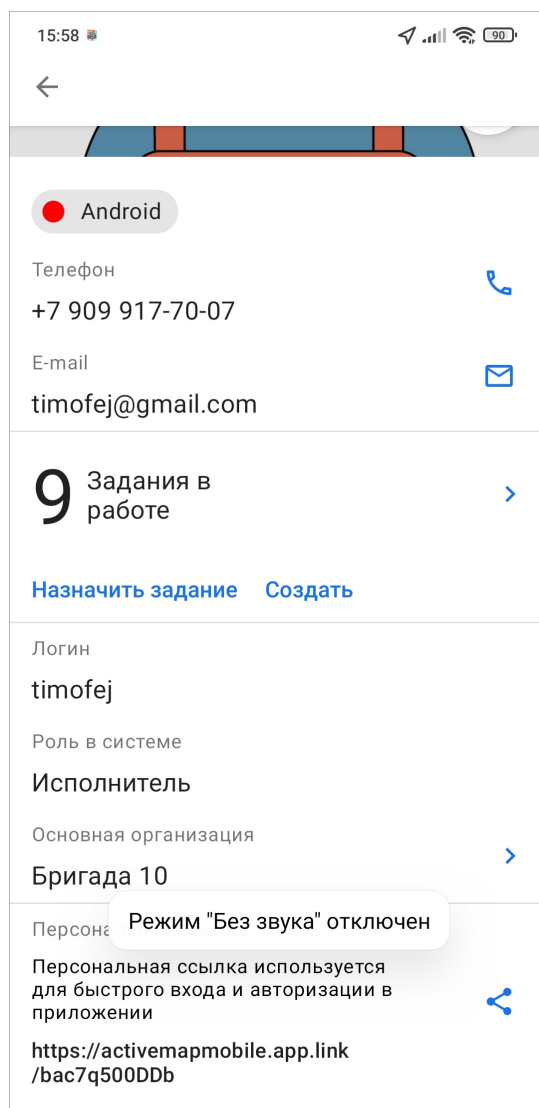 15:58
90
Android
Телефон
+7 909 917-70-07
E-mail
timofej@gmail.com
9 Задания в
работе
Назначить задание Создать
Логин
timofej
Роль в системе
Исполнитель
Основная организация
Бригада 10
Режим "Без звука" отключен
Персональная ссылка используется
для быстрого входа и авторизации в
приложении
https://activemapmobile.app.link
/bac7q500DDb